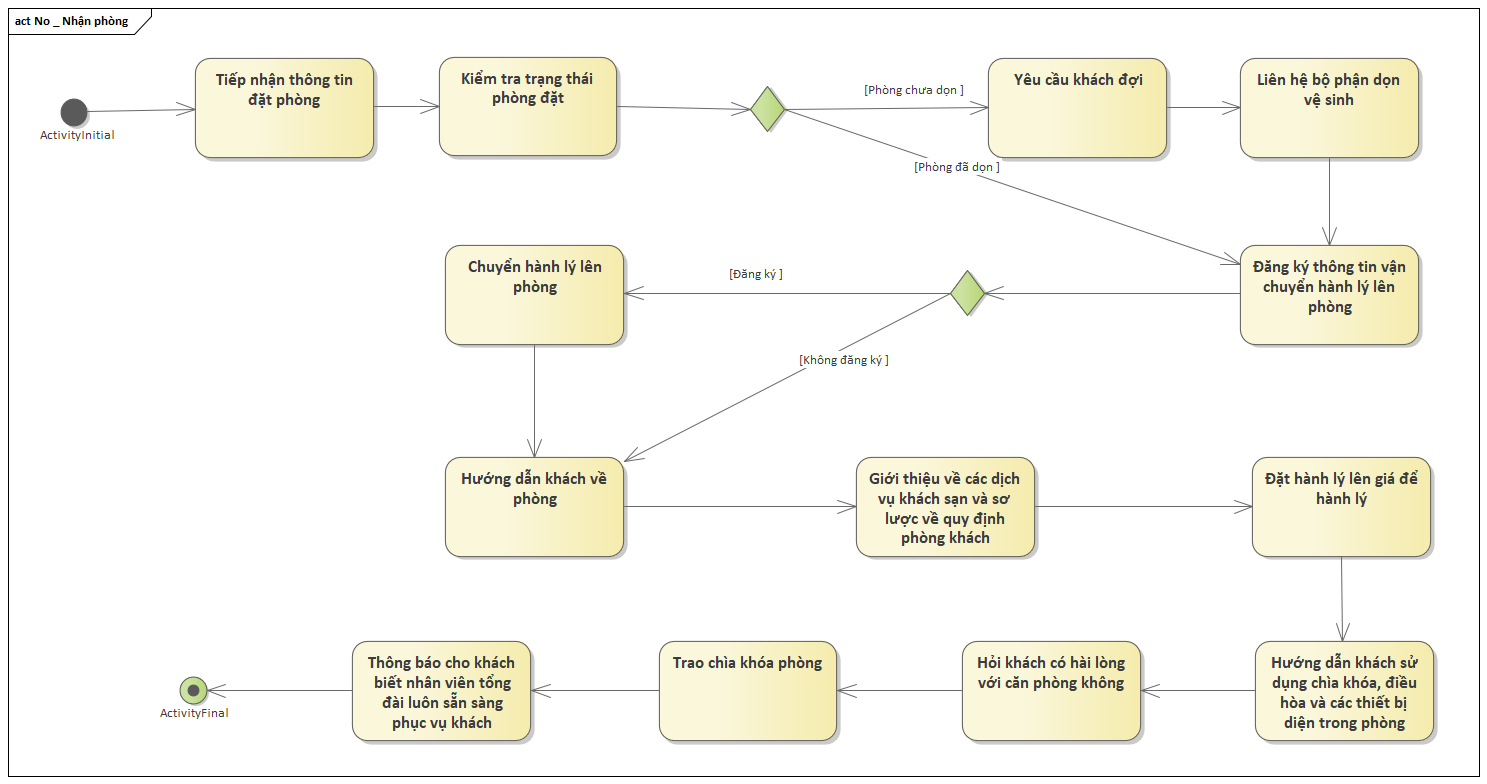 act No _ Nhận phòng
Tiếp nhận thông tin
đặt phòng
Kiểm tra trạng thái
phòng đặt
[Phòng chưa dọn ]
Yêu cầu khách đợi
Liên hệ bộ phận dọn
vệ sinh
ActivityInitial
[Phòng đã dọn ]
Chuyển hành lý lên
phòng
[Đăng ký ]
Đăng ký thông tin vận
chuyển hành lý lên
phòng
[Không đăng ký ]
Hướng dẫn khách về
phòng
Giới thiệu về các dịch
vụ khách sạn và sơ
lược về quy định
phòng khách
Đặt hành lý lên giá để
hành lý
Thông báo cho khách
biết nhân viên tổng
đài luôn sẵn sàng
phục vụ khách
Trao chìa khóa phòng
Hỏi khách có hài lòng
với căn phòng không
Hướng dẫn khách sử
dụng chìa khóa, điều
hòa và các thiết bị
diện trong phòng
ActivityFinal